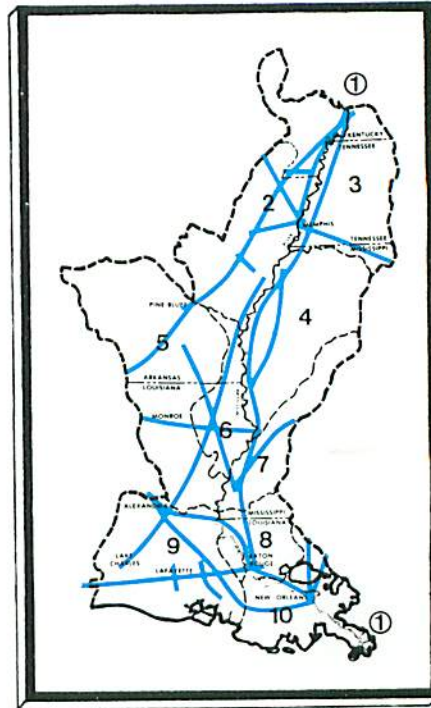 ①
KENTUCKY
TENNESSEE
3
2
MEMPHIS
TENNESSEE
MISSISSIPPI
PINE BLUFF
4
5
ARKANSAS
LOUISIANA
MONROE
6
7
ALEXANDRIA
MISSISSIPPI
LOUISIANA
8
9
BATON
ROUGE
LAKE
CHARLES
LAFAYETTE
NEW ORLEANS
10
①